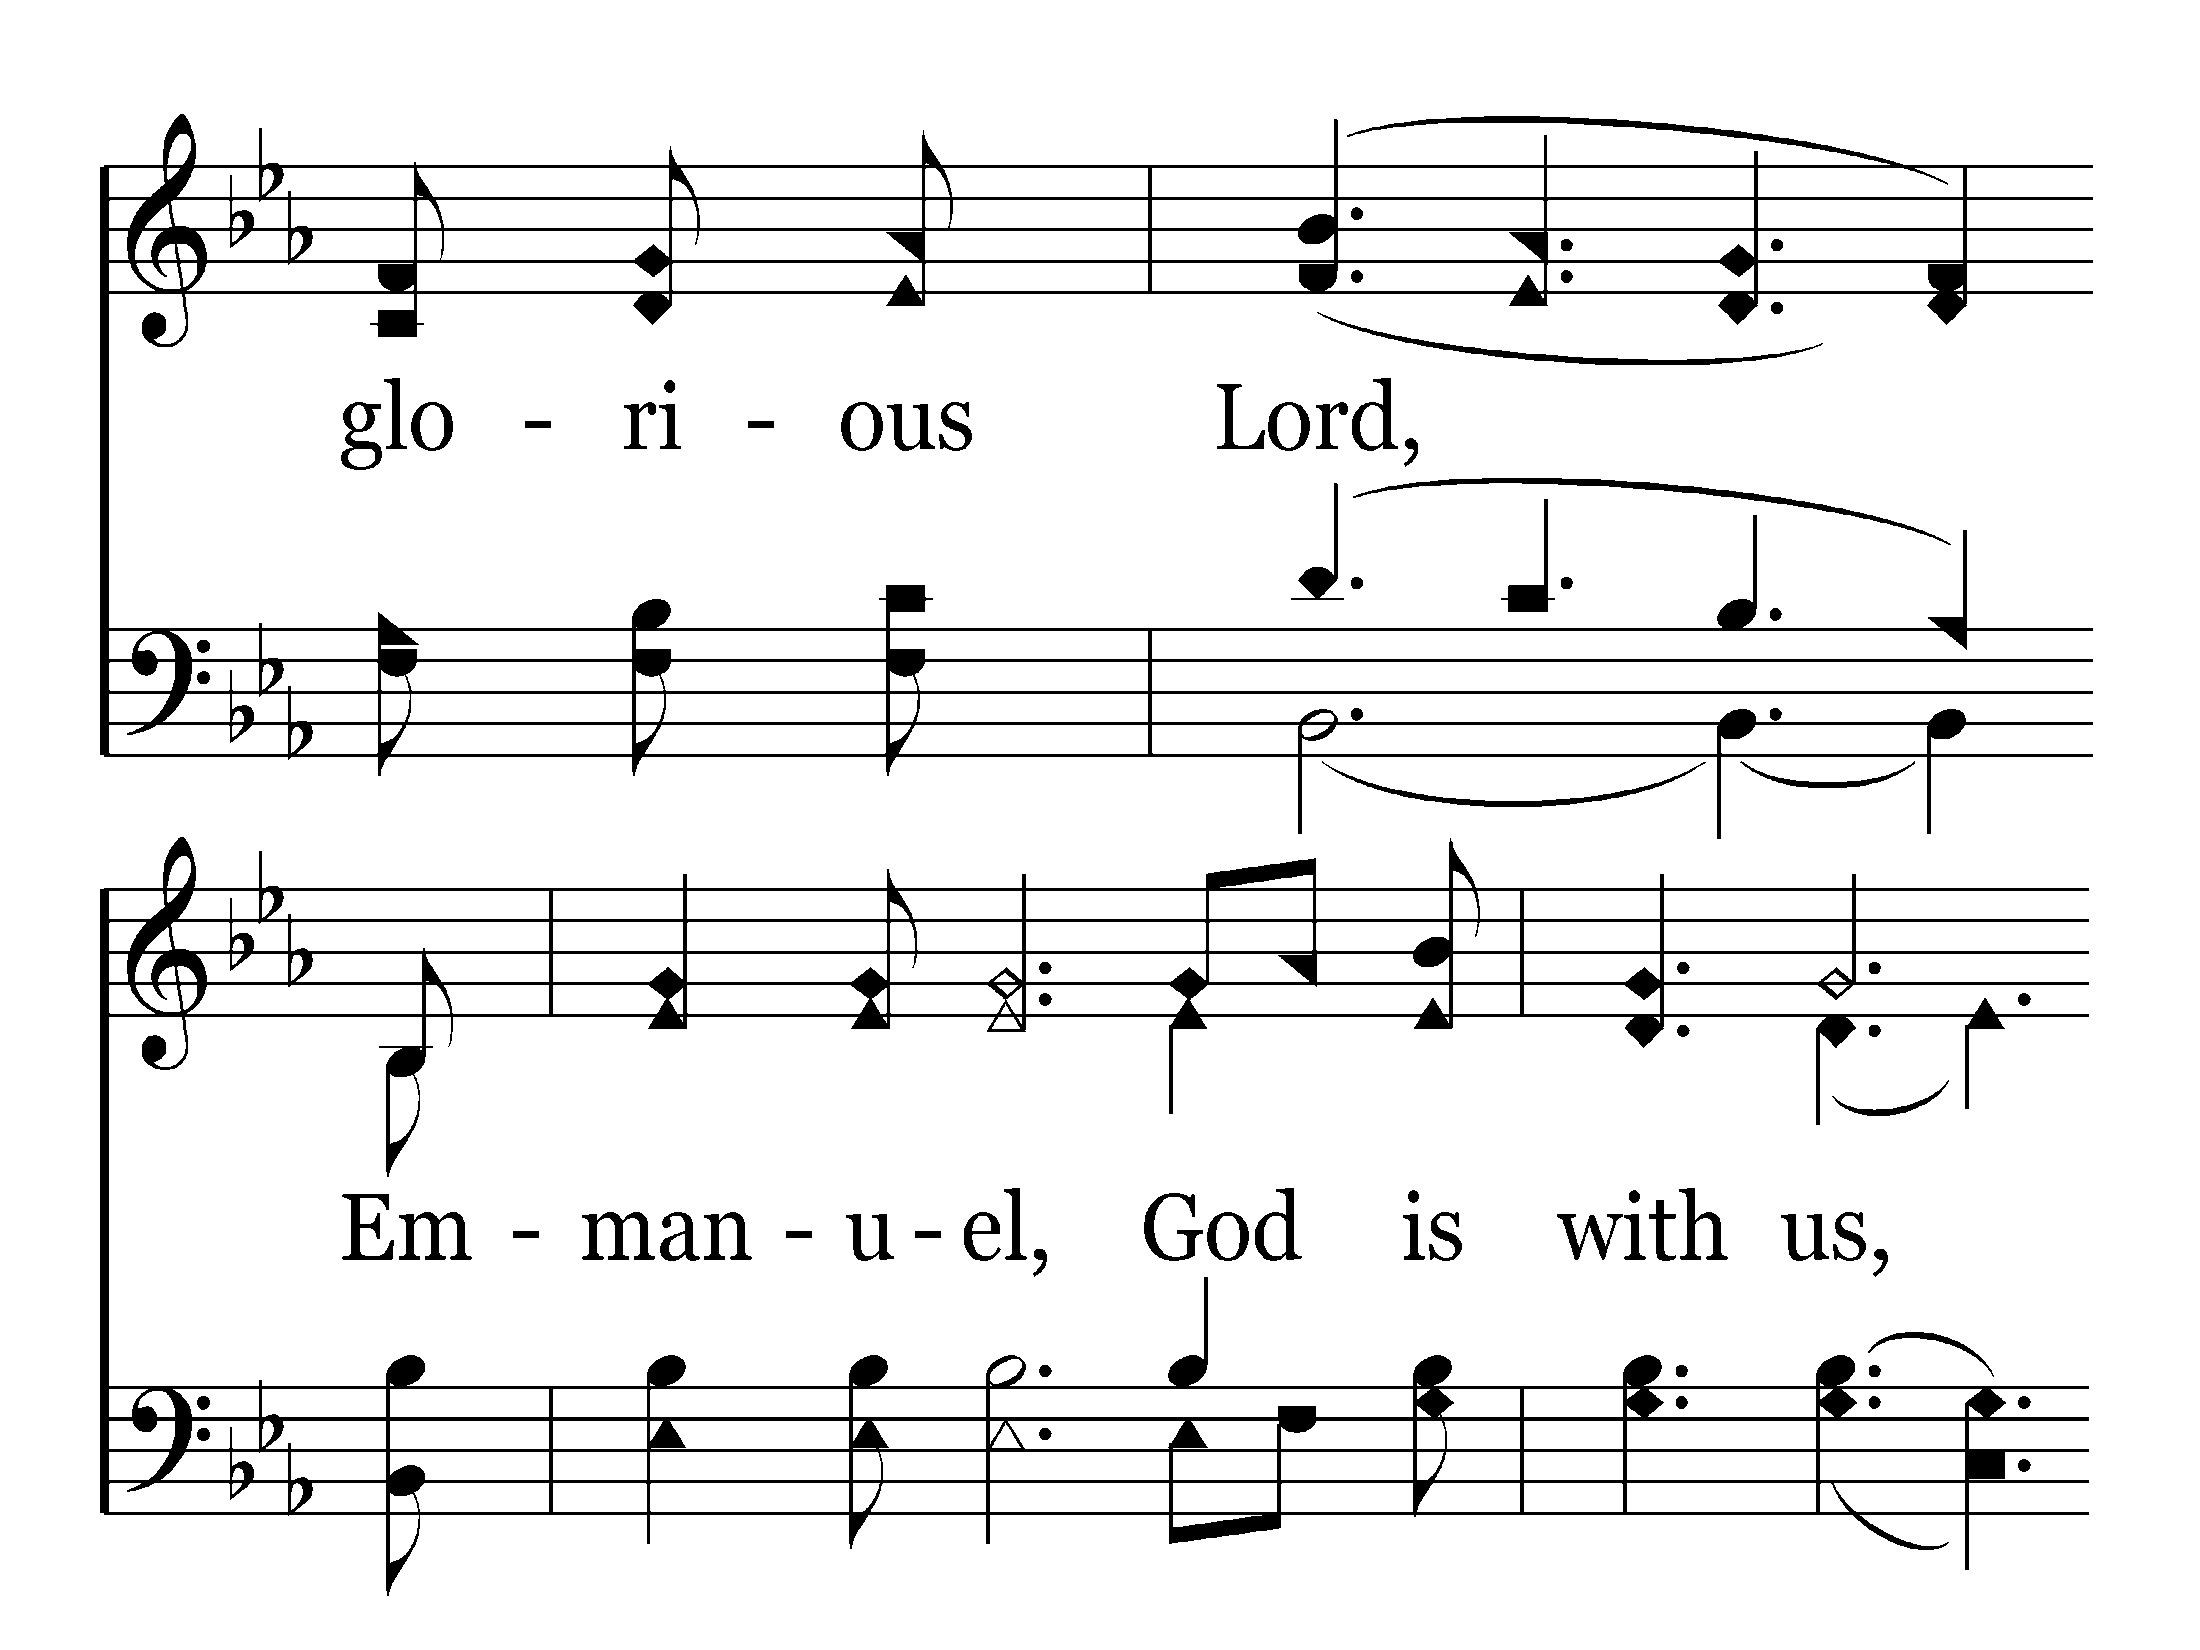 glo - ri - ous Lord,
Em - man - u - el, God is with us,